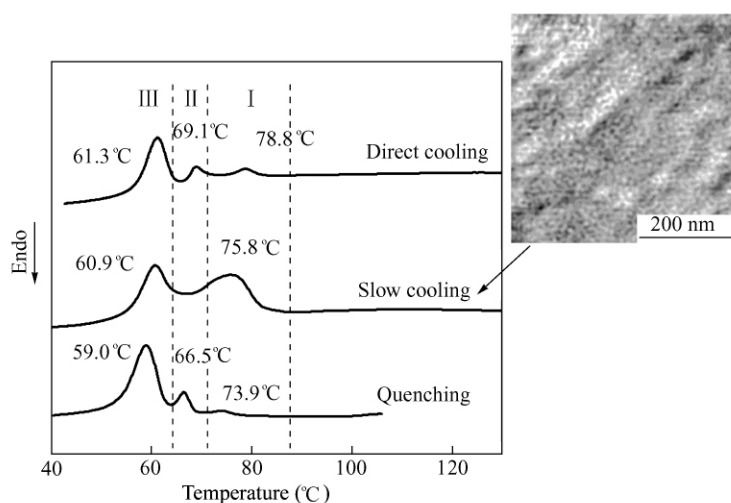 III II I
69.1℃ 78.8℃
61.3℃ Direct cooling
200 nm
75.8℃
60.9℃
Endo
Slow cooling
59.0℃ 66.5℃
73.9℃ Quenching
40 60 80 100 120
Temperature (℃)